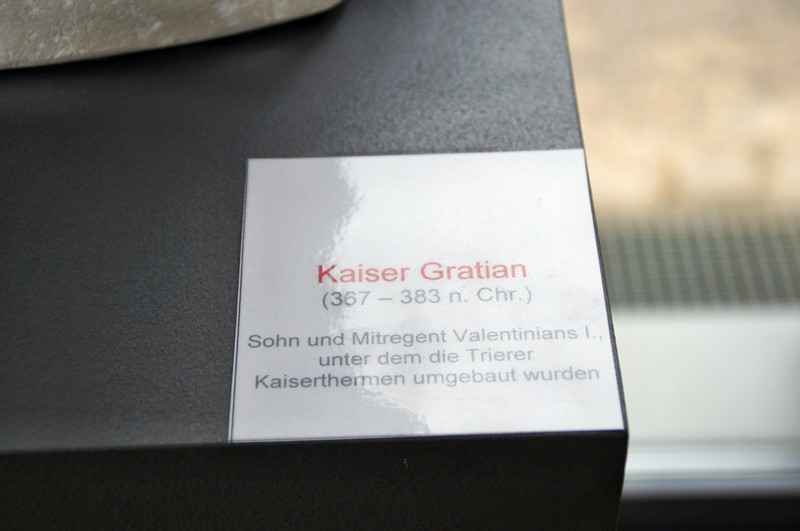 Kaiser Gratian
(367 – 383 n. Chr.)
Sohn und Mitregent Valentinians I.,
unter dem die Trierer
Kaiserthermen umgebaut wurden